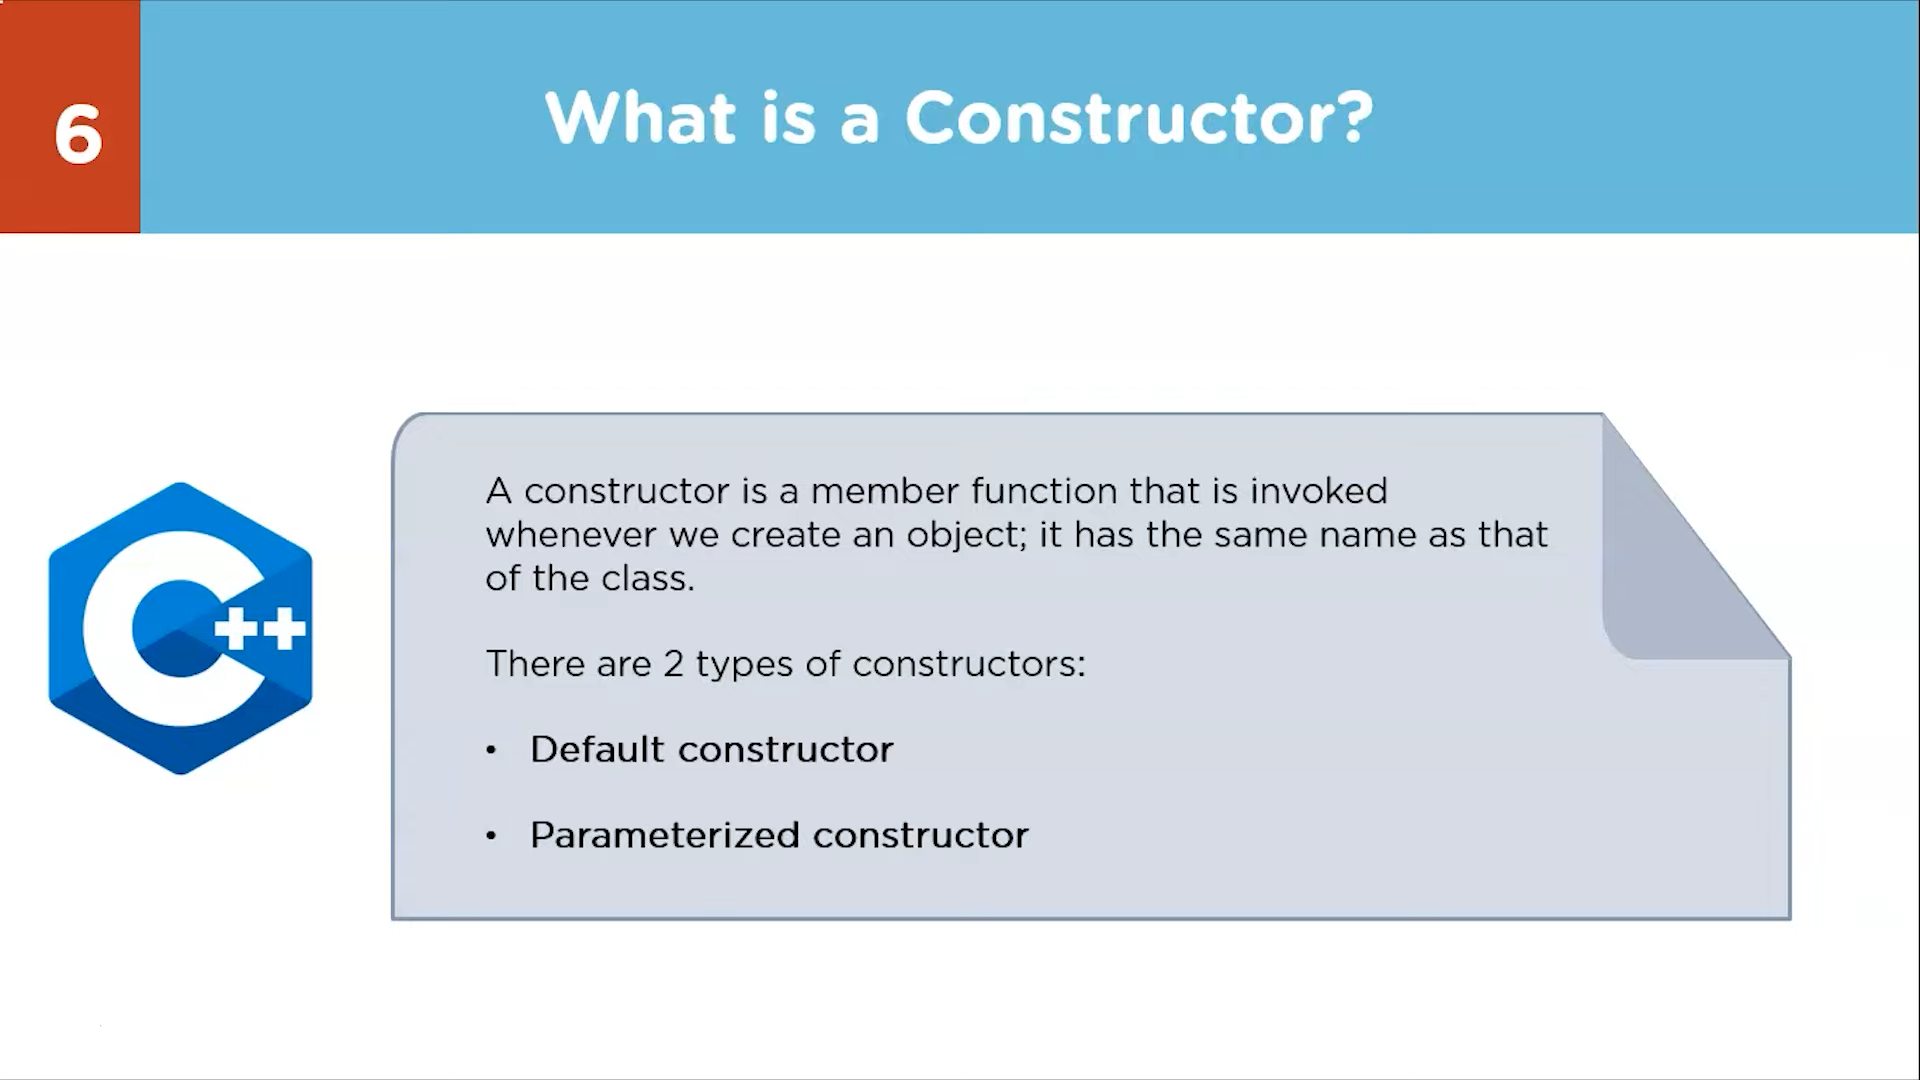 6
What is a Constructor?
A constructor is a member function that is invoked
whenever we create an object; it has the same name as that
of the class.
There are 2 types of constructors:
• Default constructor
• Parameterized constructor
C++